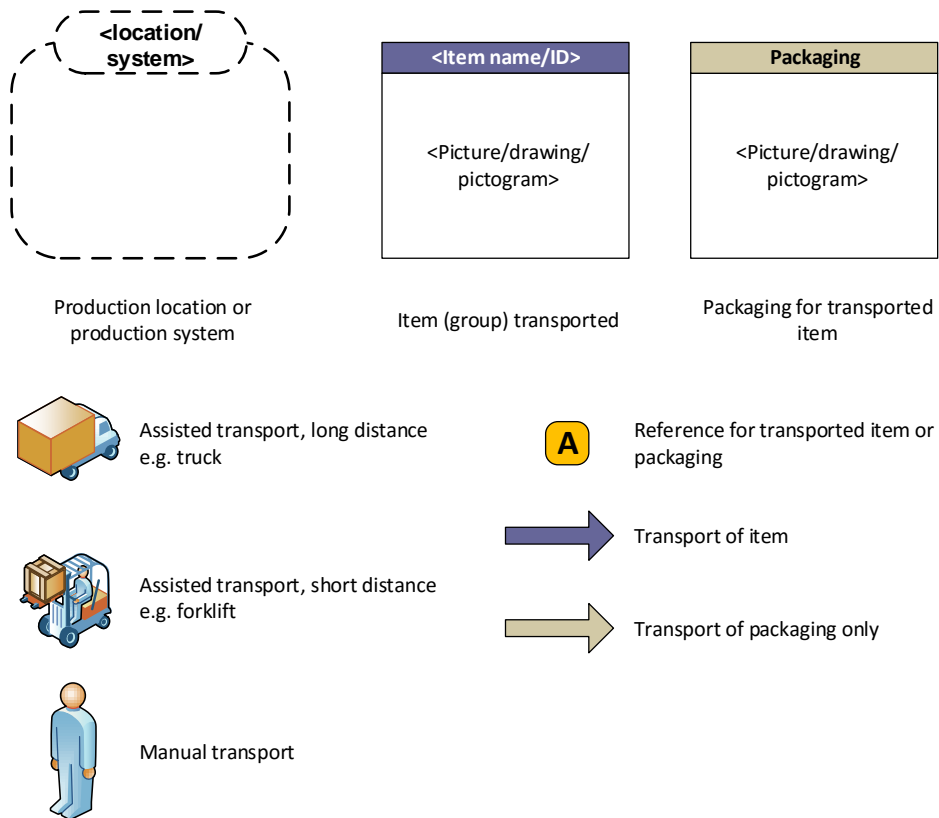 <location/
system>
<Item name/ID>
Packaging
<Picture/drawing/
pictogram>
<Picture/drawing/
pictogram>
Production location or
production system
Item (group) transported
Packaging for transported
item
Assisted transport, long distance
e.g. truck
A
Reference for transported item or
packaging
Transport of item
Assisted transport, short distance
e.g. forklift
Transport of packaging only
Manual transport